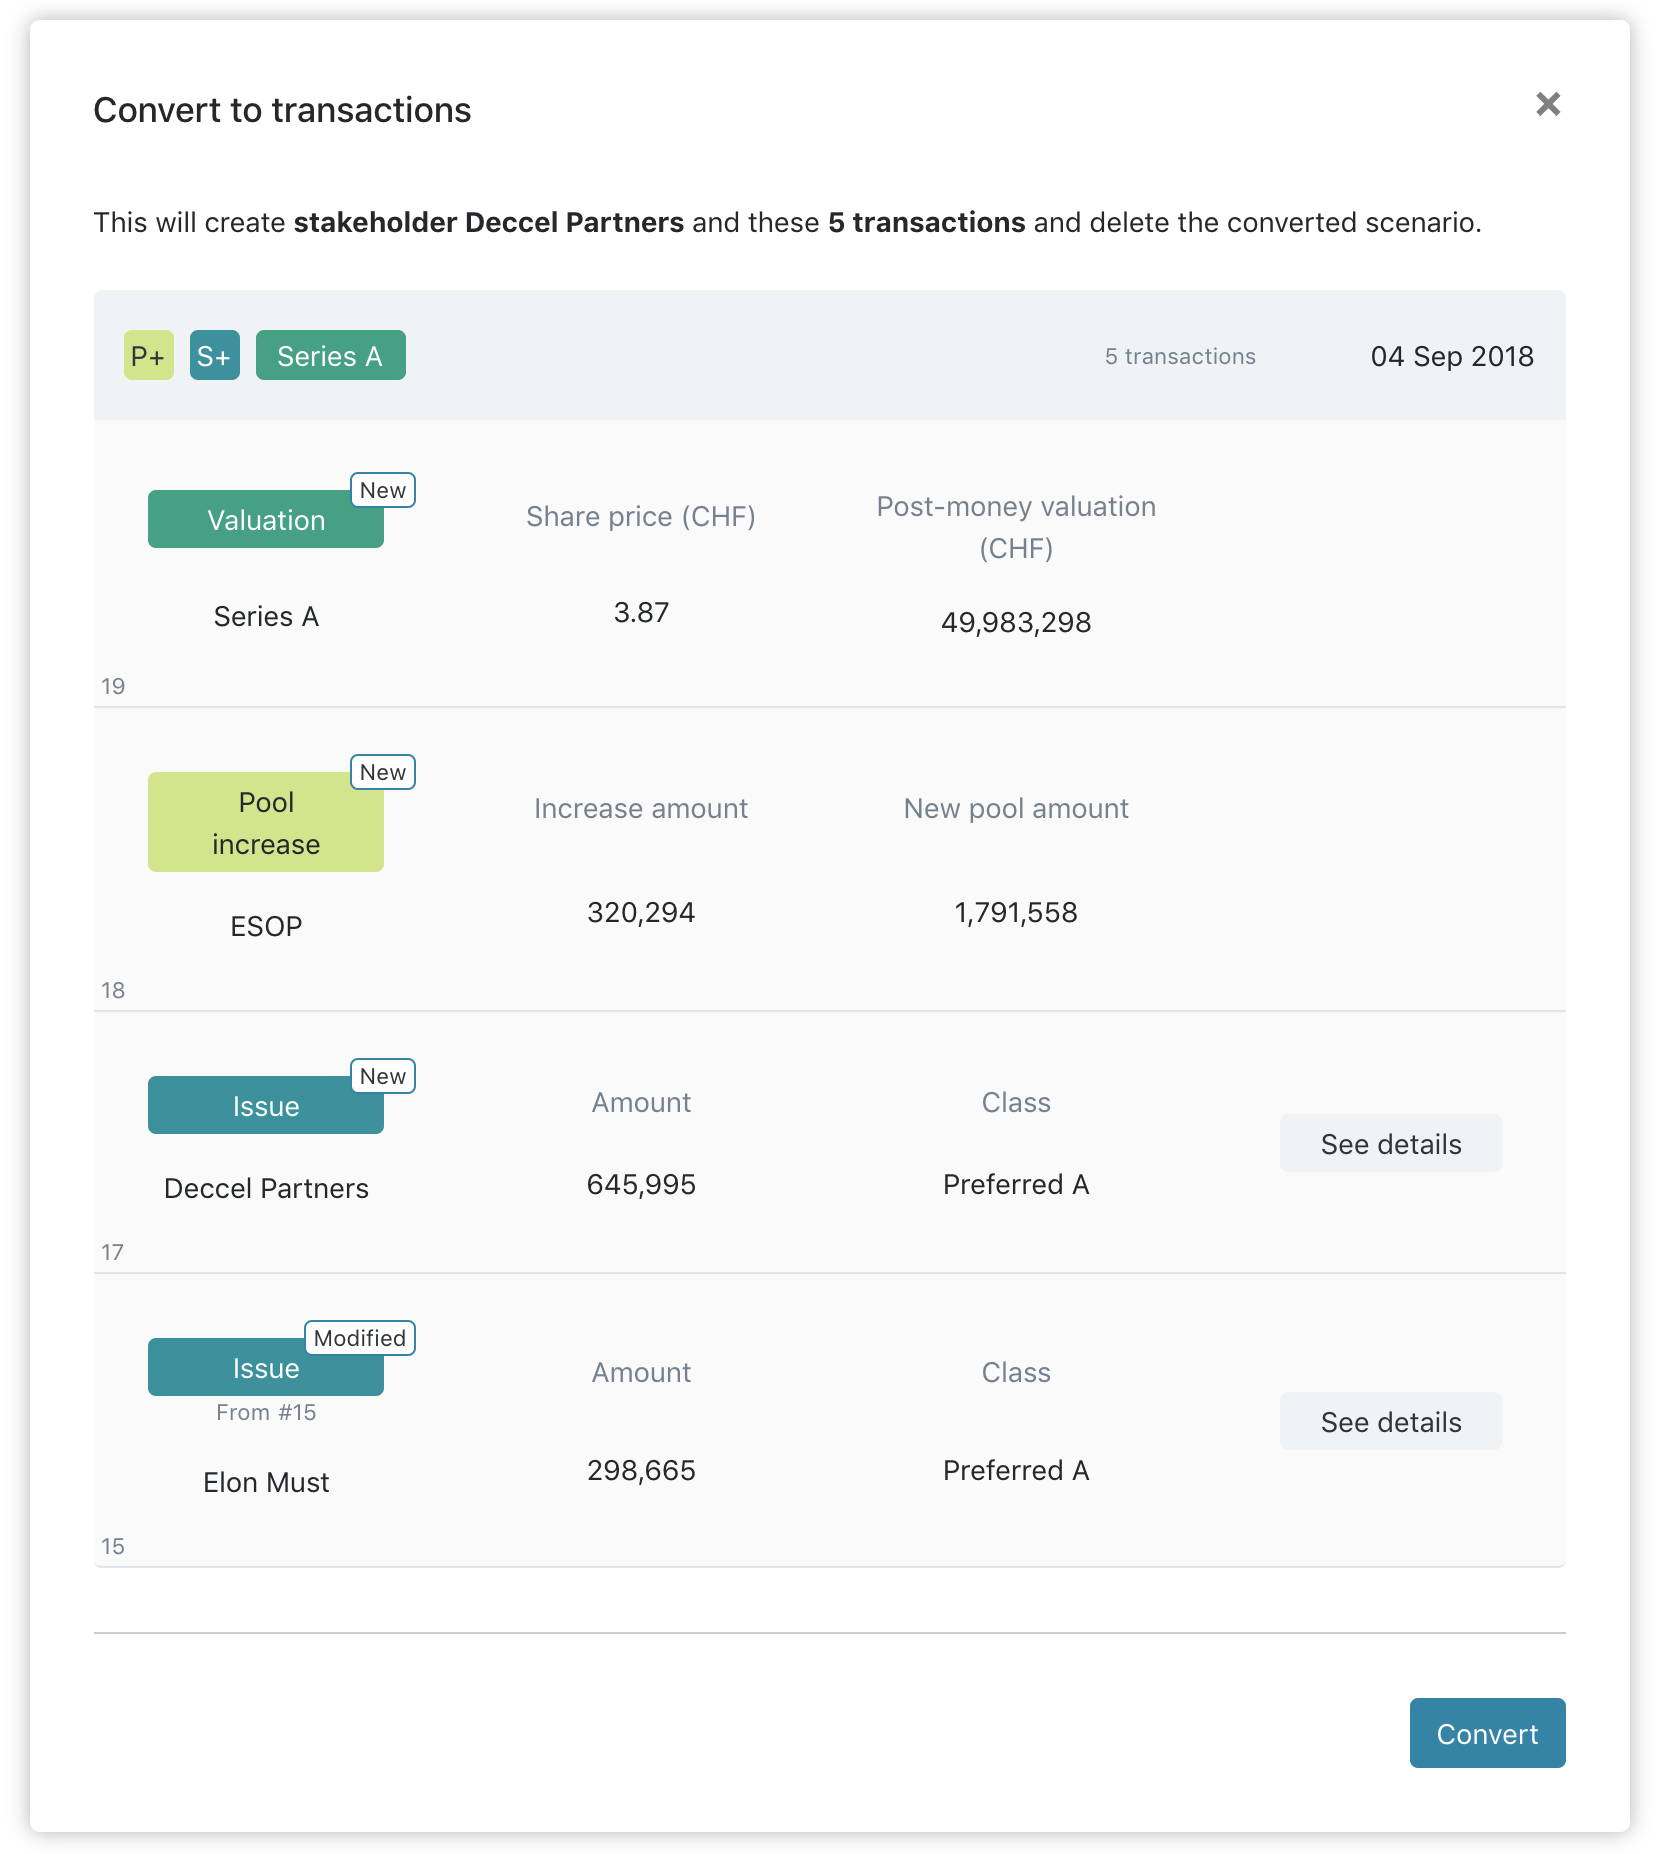 Convert to transactions
This will create stakeholder Deccel Partners and these 5 transactions and delete the converted scenario.
P+ S+ Series A 5 transactions 04 Sep 2018
New
Valuation
Share price (CHF)
Post-money valuation
(CHF)
Series A
3.87
49,983,298
19
New
Pool
increase
Increase amount
New pool amount
ESOP
320,294
1,791,558
18
New
Issue
Amount
Class
See details
Deccel Partners
645,995
Preferred A
17
Modified
Issue
From #15
Amount
Class
See details
Elon Must
298,665
Preferred A
15
Convert